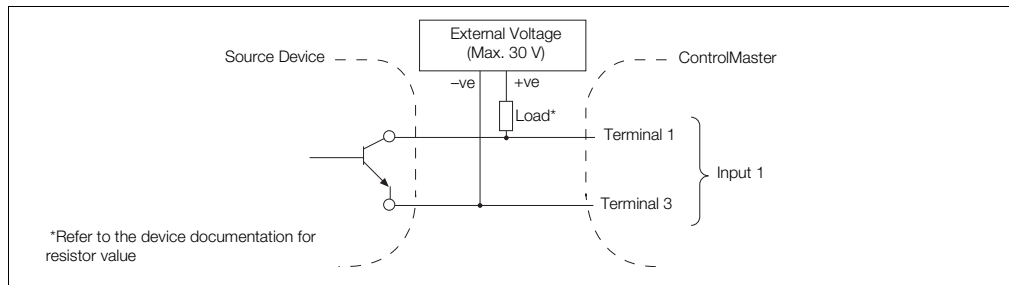 External Voltage
(Max. 30 V)
Source Device
ControlMaster
–ve
+ve
Load*
Terminal 1
Input 1
Terminal 3
*Refer to the device documentation for
resistor value